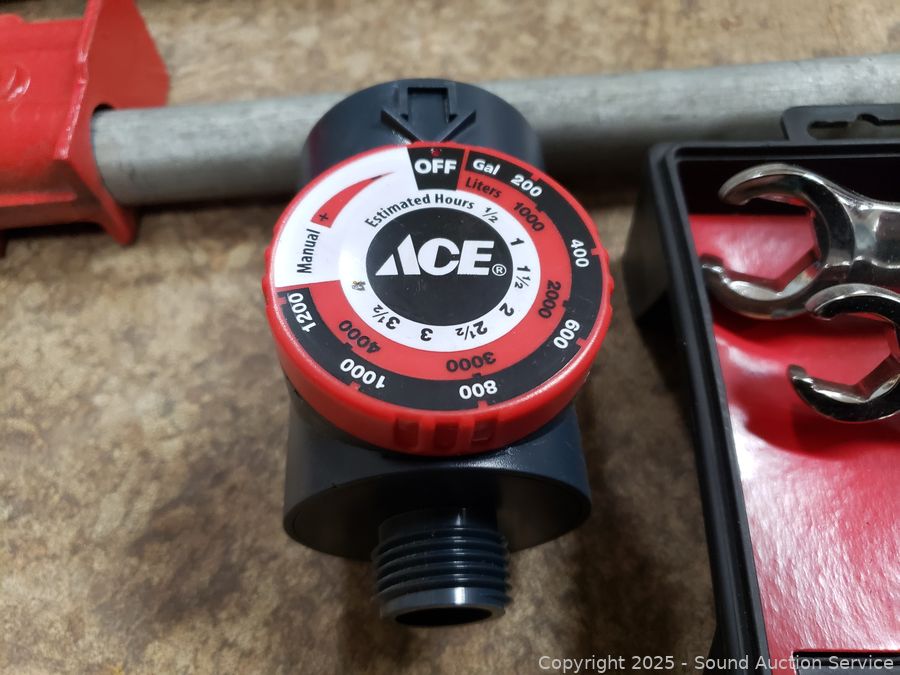 OFF
Gal 200 400 600 800 1000 1200
Liters 1000 2000 3000 4000
Manual +
Estimated Hours ½ 1 1½ 2 2½ 3 3½
ACE®
Copyright 2025 - Sound Auction Service